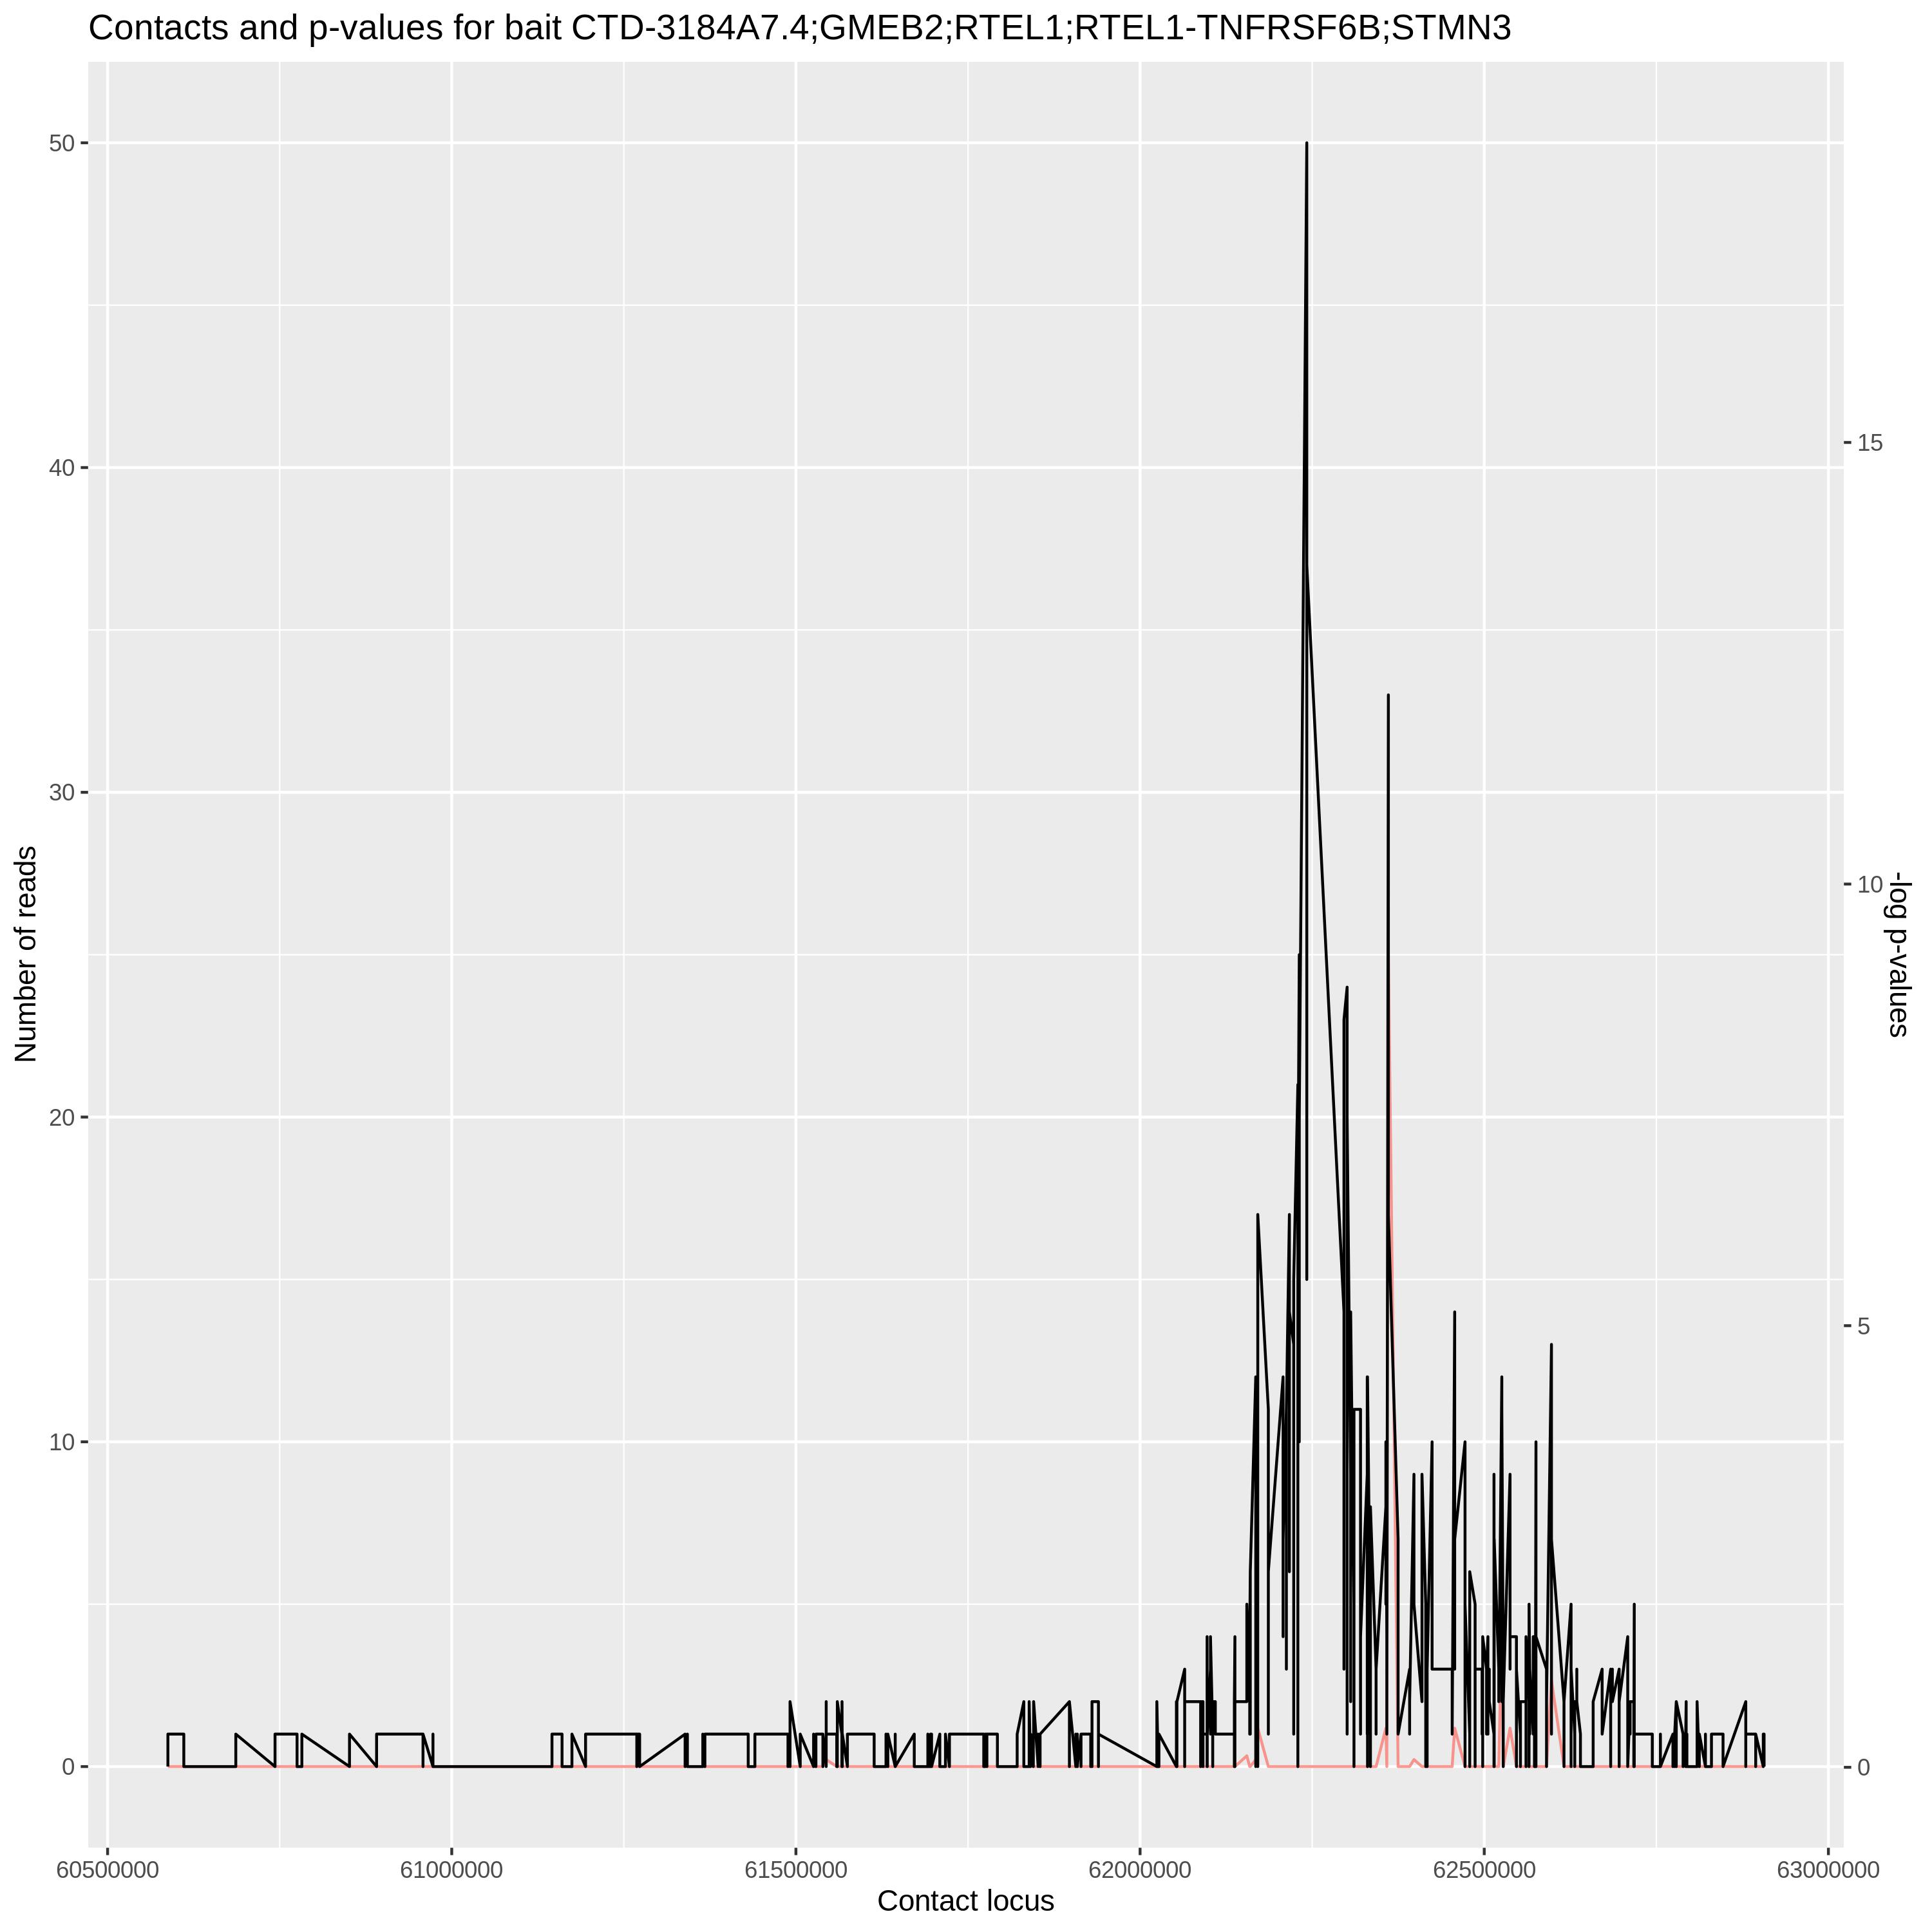 Contacts and p-values for bait CTD-3184A7.4;GMEB2;RTEL1;RTEL1-TNFRSF6B;STMN3
50
40
30
20
10
0
Number of reads
15
10
5
0
-log p-values
60500000 61000000 61500000 62000000 62500000 63000000
Contact locus